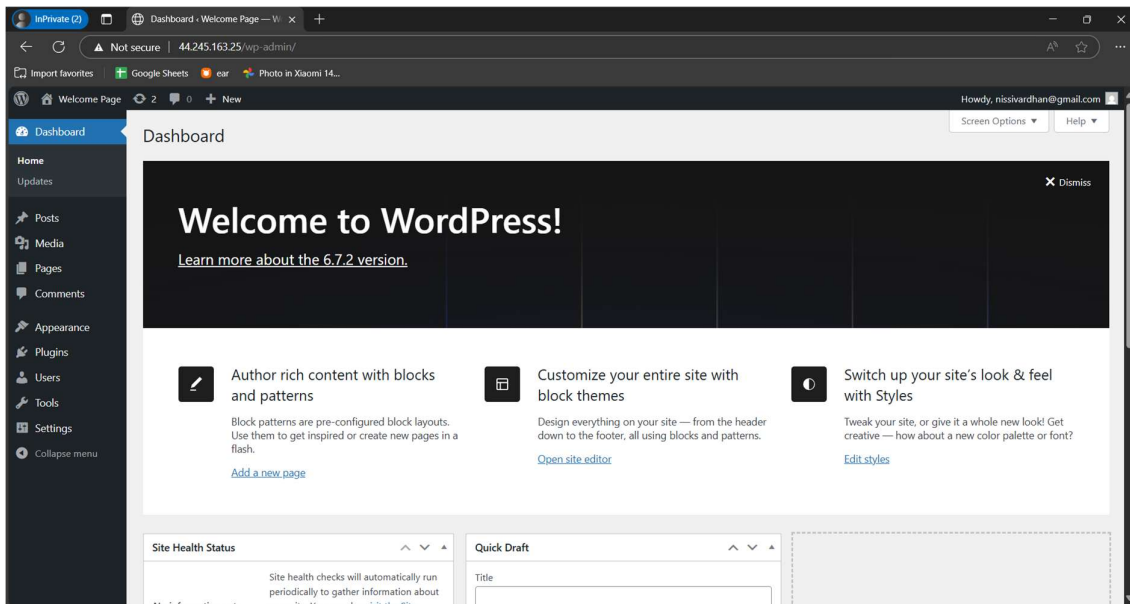 InPrivate (2)
Dashboard ‹ Welcome Page — W
Not secure | 44.245.163.25/wp-admin/
Import favorites
Google Sheets
ear
Photo in Xiaomi 14...
Welcome Page 2 0 + New
Howdy, nissivardhan@gmail.com
Screen Options
Help
Dashboard
Home
Updates
Posts
Media
Pages
Comments
Appearance
Plugins
Users
Tools
Settings
Collapse menu
Dashboard
Dismiss
Welcome to WordPress!
Learn more about the 6.7.2 version.
Author rich content with blocks
and patterns
Block patterns are pre-configured block layouts.
Use them to get inspired or create new pages in a
flash.
Add a new page
Customize your entire site with
block themes
Design everything on your site — from the header
down to the footer, all using blocks and patterns.
Open site editor
Switch up your site’s look & feel
with Styles
Tweak your site, or give it a whole new look! Get
creative — how about a new color palette or font?
Edit styles
Site Health Status
Site health checks will automatically run
periodically to gather information about
Quick Draft
Title